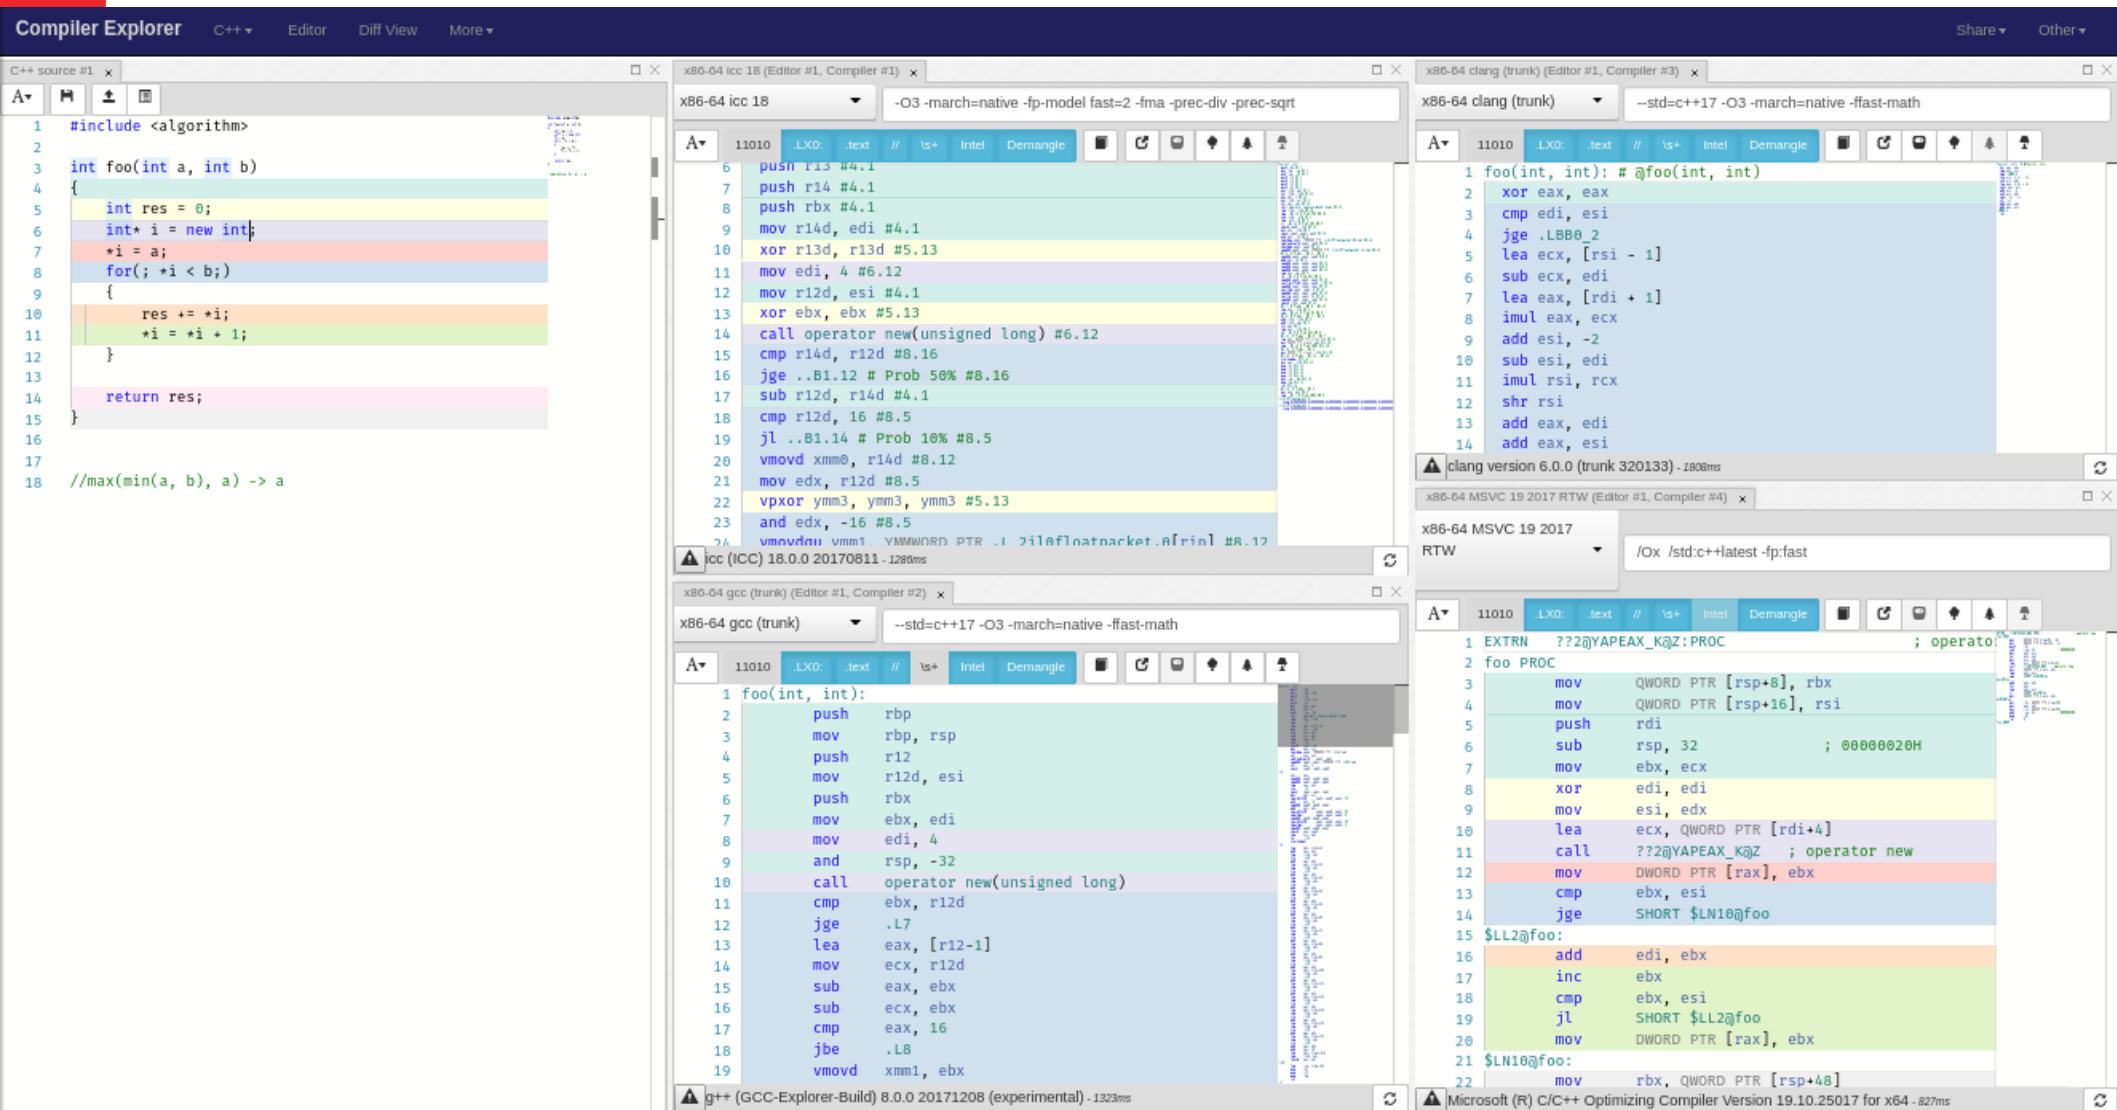 Compiler Explorer C++ Editor Diff View More Share Other
C++ source #1
A
1 #include <algorithm>
2
3 int foo(int a, int b)
4 {
5 int res = 0;
6 int* i = new int;
7 *i = a;
8 for(; *i < b;)
9 {
10 res += *i;
11 *i = *i + 1;
12 }
13
14 return res;
15 }
16
17
18 //max(min(a, b), a) -> a
x86-64 icc 18 (Editor #1, Compiler #1)
x86-64 icc 18 -O3 -march=native -fp-model fast=2 -fma -prec-div -prec-sqrt
A 11010 .LX0: .text // \s+ Intel Demangle
6 push r13 #4.1
7 push r14 #4.1
8 push rbx #4.1
9 mov r14d, edi #4.1
10 xor r13d, r13d #5.13
11 mov edi, 4 #6.12
12 mov r12d, esi #4.1
13 xor ebx, ebx #5.13
14 call operator new(unsigned long) #6.12
15 cmp r14d, r12d #8.16
16 jge ..B1.12 # Prob 50% #8.16
17 sub r12d, r14d #4.1
18 cmp r12d, 16 #8.5
19 jl ..B1.14 # Prob 10% #8.5
20 vmovd xmm0, r14d #8.12
21 mov edx, r12d #8.5
22 vpxor ymm3, ymm3, ymm3 #5.13
23 and edx, -16 #8.5
24 vmovdqu ymm1, YMMWORD PTR .L_2il0floatpacket.0[rip] #8.12
icc (ICC) 18.0.0 20170811 - 1286ms
x86-64 gcc (trunk) (Editor #1, Compiler #2)
x86-64 gcc (trunk) --std=c++17 -O3 -march=native -ffast-math
A 11010 .LX0: .text // \s+ Intel Demangle
1 foo(int, int):
2 push rbp
3 mov rbp, rsp
4 push r12
5 mov r12d, esi
6 push rbx
7 mov ebx, edi
8 mov edi, 4
9 and rsp, -32
10 call operator new(unsigned long)
11 cmp ebx, r12d
12 jge .L7
13 lea eax, [r12-1]
14 mov ecx, r12d
15 sub eax, ebx
16 sub ecx, ebx
17 cmp eax, 16
18 jbe .L8
19 vmovd xmm1, ebx
g++ (GCC-Explorer-Build) 8.0.0 20171208 (experimental) - 1323ms
x86-64 clang (trunk) (Editor #1, Compiler #3)
x86-64 clang (trunk) --std=c++17 -O3 -march=native -ffast-math
A 11010 .LX0: .text // \s+ Intel Demangle
1 foo(int, int): # @foo(int, int)
2 xor eax, eax
3 cmp edi, esi
4 jge .LBB0_2
5 lea ecx, [rsi - 1]
6 sub ecx, edi
7 lea eax, [rdi + 1]
8 imul eax, ecx
9 add esi, -2
10 sub esi, edi
11 imul rsi, rcx
12 shr rsi
13 add eax, edi
14 add eax, esi
clang version 6.0.0 (trunk 320133) - 1808ms
x86-64 MSVC 19 2017 RTW (Editor #1, Compiler #4)
x86-64 MSVC 19 2017
RTW /Ox /std:c++latest -fp:fast
A 11010 .LX0: .text // \s+ Intel Demangle
1 EXTRN ??2@YAPEAX_K@Z:PROC ; operato
2 foo PROC
3 mov QWORD PTR [rsp+8], rbx
4 mov QWORD PTR [rsp+16], rsi
5 push rdi
6 sub rsp, 32 ; 00000020H
7 mov ebx, ecx
8 xor edi, edi
9 mov esi, edx
10 lea ecx, QWORD PTR [rdi+4]
11 call ??2@YAPEAX_K@Z ; operator new
12 mov DWORD PTR [rax], ebx
13 cmp ebx, esi
14 jge SHORT $LN10@foo
15 $LL2@foo:
16 add edi, ebx
17 inc ebx
18 cmp ebx, esi
19 jl SHORT $LL2@foo
20 mov DWORD PTR [rax], ebx
21 $LN10@foo:
22 mov rbx, QWORD PTR [rsp+48]
Microsoft (R) C/C++ Optimizing Compiler Version 19.10.25017 for x64 - 827ms